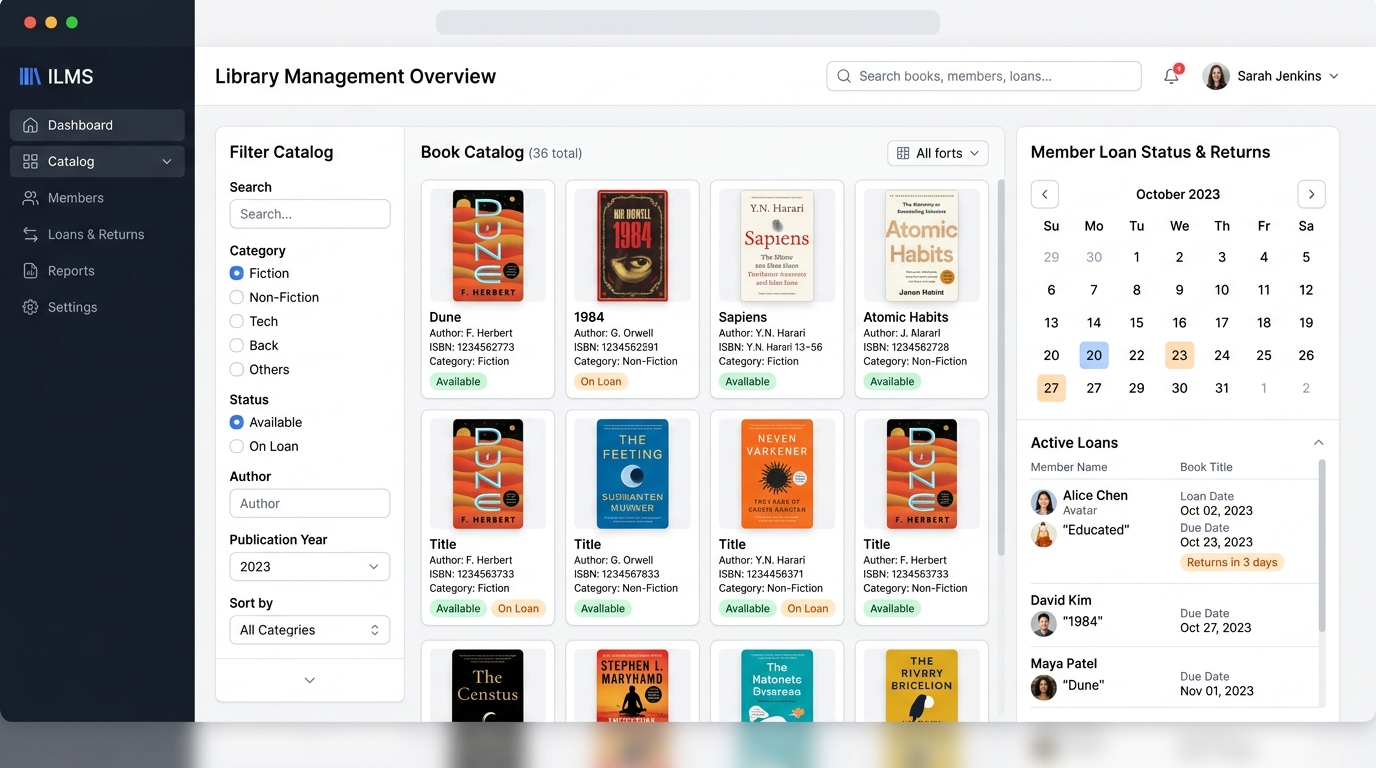 ILMS
Dashboard
Catalog
Members
Loans & Returns
Reports
Settings
Library Management Overview
Search books, members, loans...
Sarah Jenkins
Filter Catalog
Search
Search...
Category
Fiction
Non-Fiction
Tech
Back
Others
Status
Available
On Loan
Author
Author
Publication Year
2023
Sort by
All Categries
Book Catalog (36 total)
All forts
DUNE
F. HERBERT
Dune
Author: F. Herbert
ISBN: 1234562773
Category: Fiction
Available
1984
1984
Author: G. Orwell
ISBN: 1234562591
Category: Non-Fiction
On Loan
Y.N. Harari
Sapiens
Sapiens
Author: Y.N. Harari
ISBN: Y.N. Harari 13-56
Category: Fiction
Available
Atomic
Habits
Atomic Habits
Author: J. Mararl
ISBN: 1234562728
Category: Non-Fiction
Available
DUNE
F. HERBERT
Title
Author: F. Herbert
ISBN: 1234563733
Category: Fiction
Available On Loan
THE
FEETING
Title
Author: G. Orwell
ISBN: 1234567833
Category: Non-Fiction
Available
NEVEN
VARKENER
Title
Author: Y.N. Harari
ISBN: 1234456371
Category: Non-Fiction
Available On Loan
DUNE
F. HERBERT
Title
Author: F. Herbert
ISBN: 1234563733
Category: Non-Fiction
Available
The
Censtus
STEPHEN L.
MARYHAMD
The
Matonetc
THE
RIVRRY
BRICELION
Member Loan Status & Returns
October 2023
Su Mo Tu We Th Fr Sa
29 30 1 2 3 4 5
6 7 8 9 10 11 12
13 14 15 16 17 18 19
20 20 22 23 24 25 26
27 27 29 30 31 1 2
Active Loans
Member Name Book Title
Alice Chen
Avatar
"Educated"
Loan Date
Oct 02, 2023
Due Date
Oct 23, 2023
Returns in 3 days
David Kim
"1984"
Due Date
Oct 27, 2023
Maya Patel
"Dune"
Due Date
Nov 01, 2023